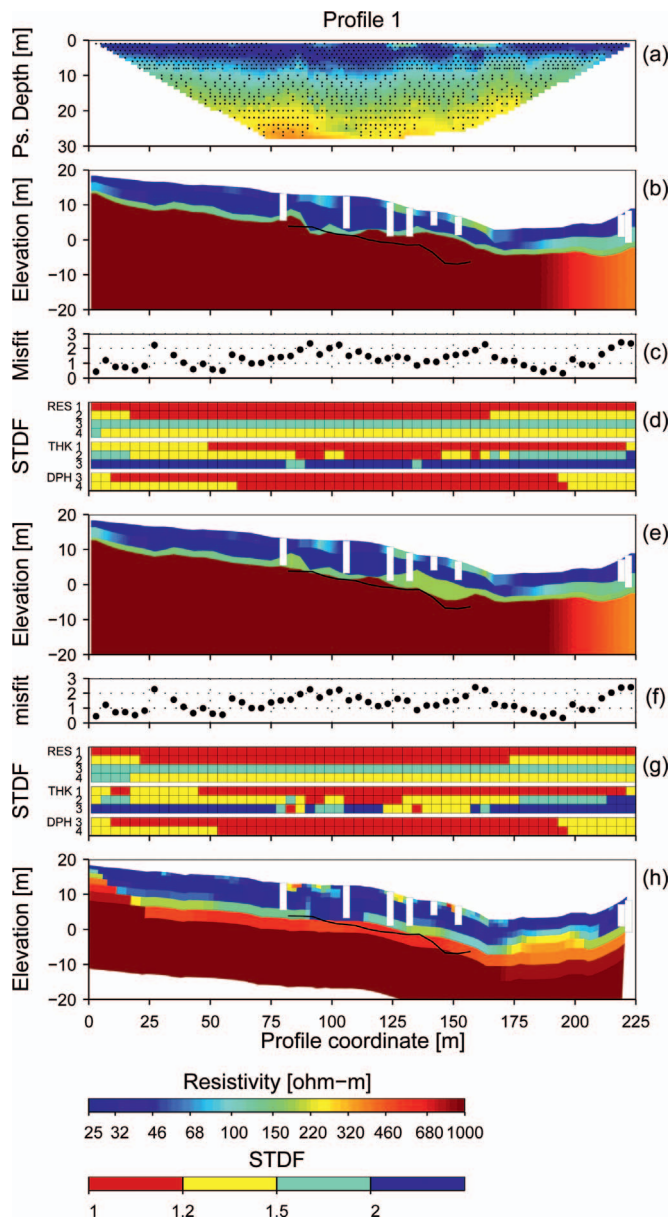 Profile 1
Ps. Depth [m]
0
10
20
30
(a)
Elevation [m]
20
10
0
−10
−20
(b)
Misfit
3
2
1
0
(c)
STDF
RES 1
2
3
4
THK 1
2
3
DPH 3
4
(d)
Elevation [m]
20
10
0
−10
−20
(e)
misfit
3
2
1
0
(f)
STDF
RES 1
2
3
4
THK 1
2
3
DPH 3
4
(g)
Elevation [m]
20
10
0
−10
−20
(h)
0 25 50 75 100 125 150 175 200 225
Profile coordinate [m]
Resistivity [ohm−m]
25 32 46 68 100 150 220 320 460 680 1000
STDF
1 1.2 1.5 2